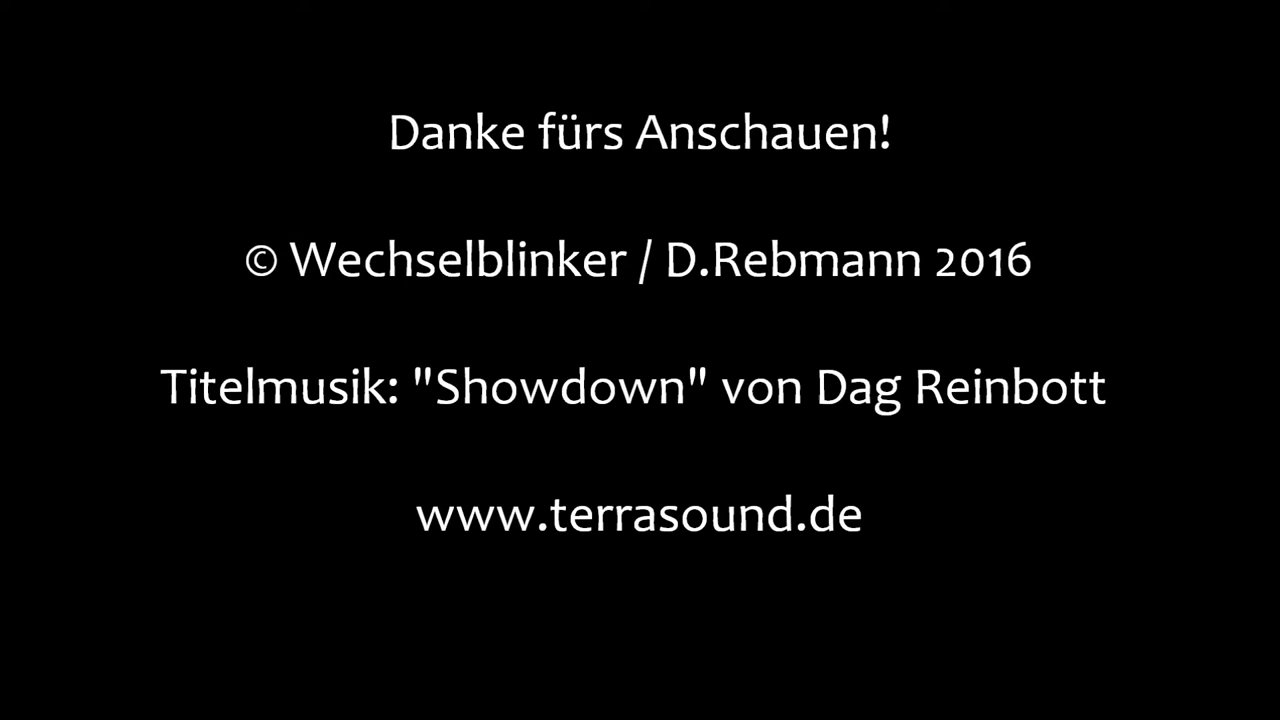 Danke fürs Anschauen!
© Wechselblinker / D.Rebmann 2016
Titelmusik: "Showdown" von Dag Reinbott
www.terrasound.de